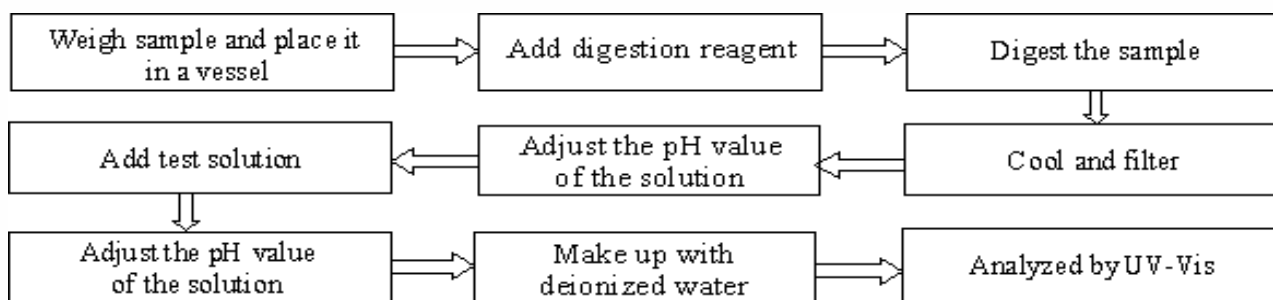 Weigh sample and place it
in a vessel
Add digestion reagent
Digest the sample
Cool and filter
Adjust the pH value
of the solution
Add test solution
Adjust the pH value
of the solution
Make up with
deionized water
Analyzed by UV-Vis